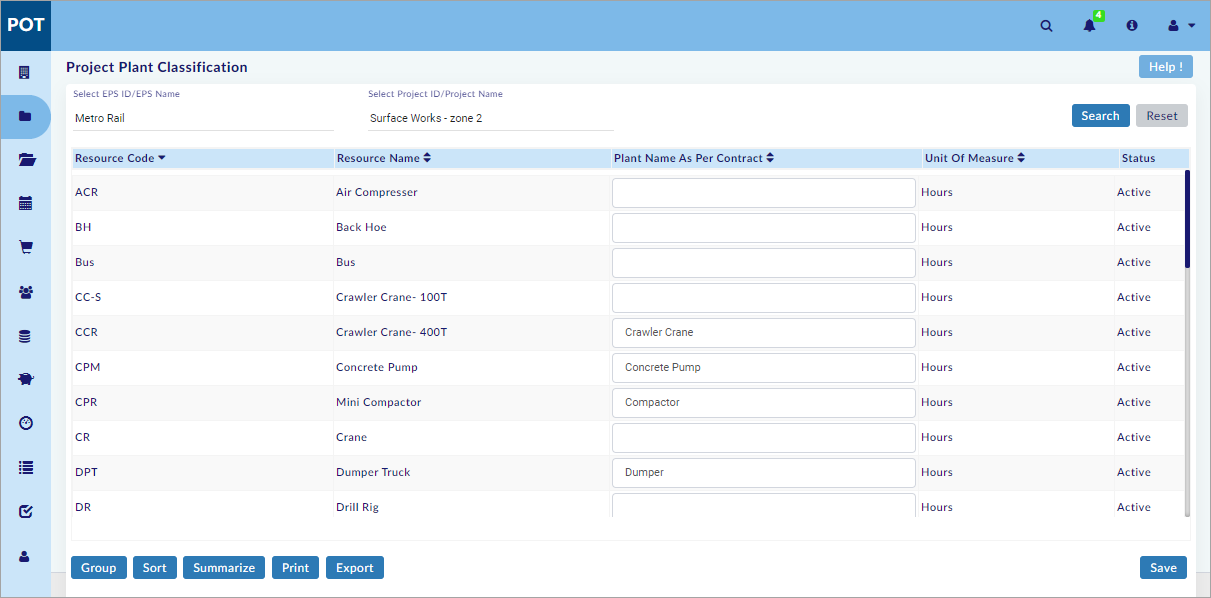 POT
4
Project Plant Classification
Help !
Select EPS ID/EPS Name Select Project ID/Project Name
Metro Rail Surface Works - zone 2
Search Reset
Resource Code Resource Name Plant Name As Per Contract Unit Of Measure Status
ACR Air Compresser Hours Active
BH Back Hoe Hours Active
Bus Bus Hours Active
CC-S Crawler Crane- 100T Hours Active
CCR Crawler Crane- 400T Crawler Crane Hours Active
CPM Concrete Pump Concrete Pump Hours Active
CPR Mini Compactor Compactor Hours Active
CR Crane Hours Active
DPT Dumper Truck Dumper Hours Active
DR Drill Rig Hours Active
Group Sort Summarize Print Export Save